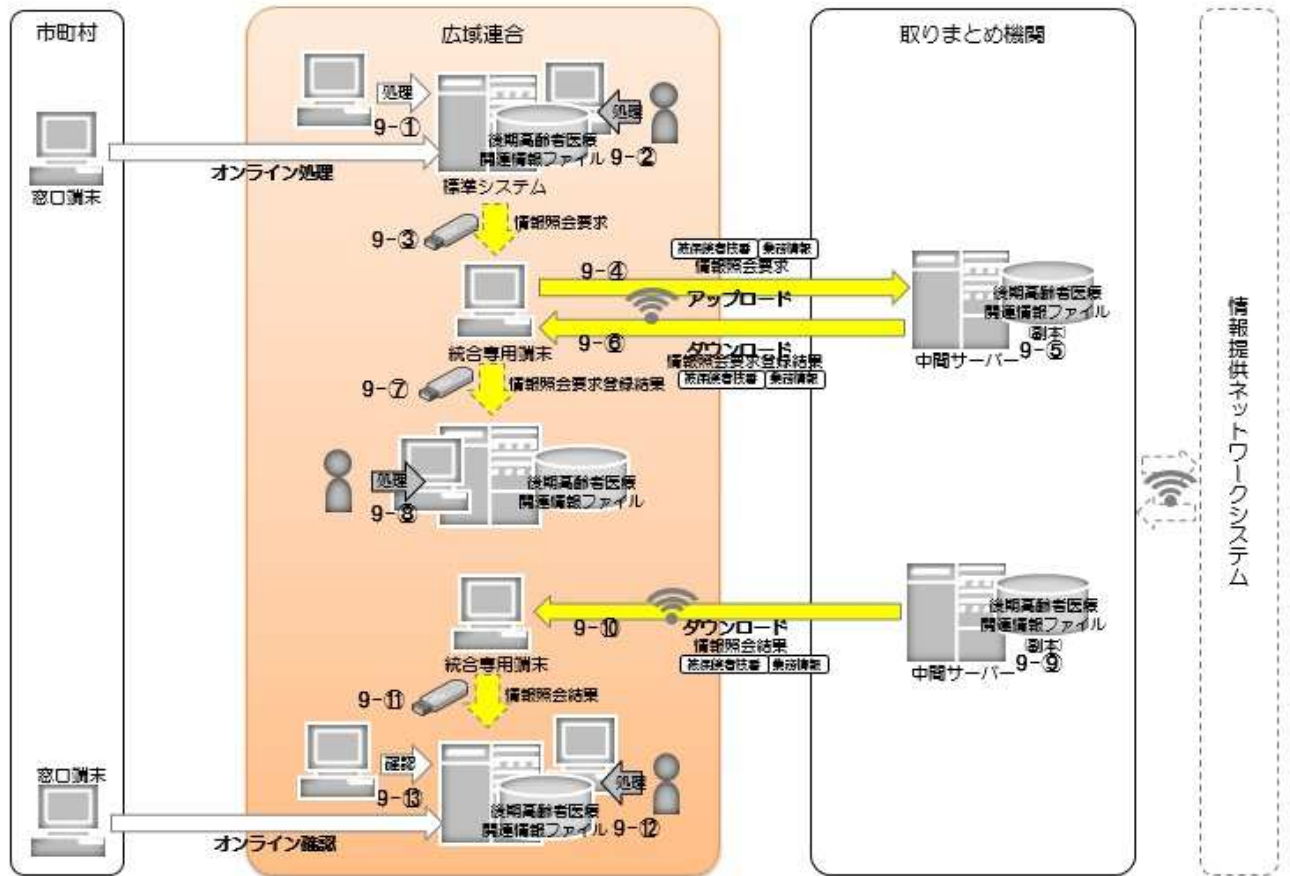 市町村
広域連合
取りまとめ機関
処理
9-①
処理
後期高齢者医療
関連情報ファイル 9-②
オンライン処理
窓口端末
標準システム
9-③
情報照会要求
被保険者枝番 業務情報
情報照会要求
9-④
アップロード
後期高齢者医療
関連情報ファイル
(副本)
9-⑤
中間サーバー
9-⑥
ダウンロード
情報照会要求登録結果
被保険者枝番 業務情報
統合専用端末
9-⑦
情報照会要求登録結果
情報提供ネットワークシステム
処理
9-⑧
後期高齢者医療
関連情報ファイル
9-⑩
ダウンロード
情報照会結果
被保険者枝番 業務情報
後期高齢者医療
関連情報ファイル
(副本)
9-⑨
中間サーバー
統合専用端末
9-⑪
情報照会結果
窓口端末
確認
9-⑬
処理
後期高齢者医療
関連情報ファイル 9-⑫
オンライン確認